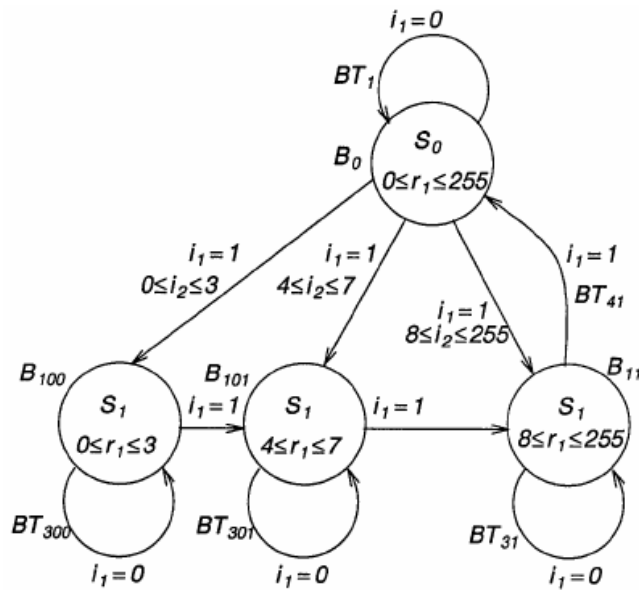 i₁=0
BT₁
S₀
B₀
0≤r₁≤255
i₁=1
0≤i₂≤3
i₁=1
4≤i₂≤7
i₁=1
8≤i₂≤255
i₁=1
BT₄₁
B₁₀₀
S₁
0≤r₁≤3
i₁=1
B₁₀₁
S₁
4≤r₁≤7
i₁=1
B₁₁
S₁
8≤r₁≤255
BT₃₀₀
i₁=0
BT₃₀₁
i₁=0
BT₃₁
i₁=0